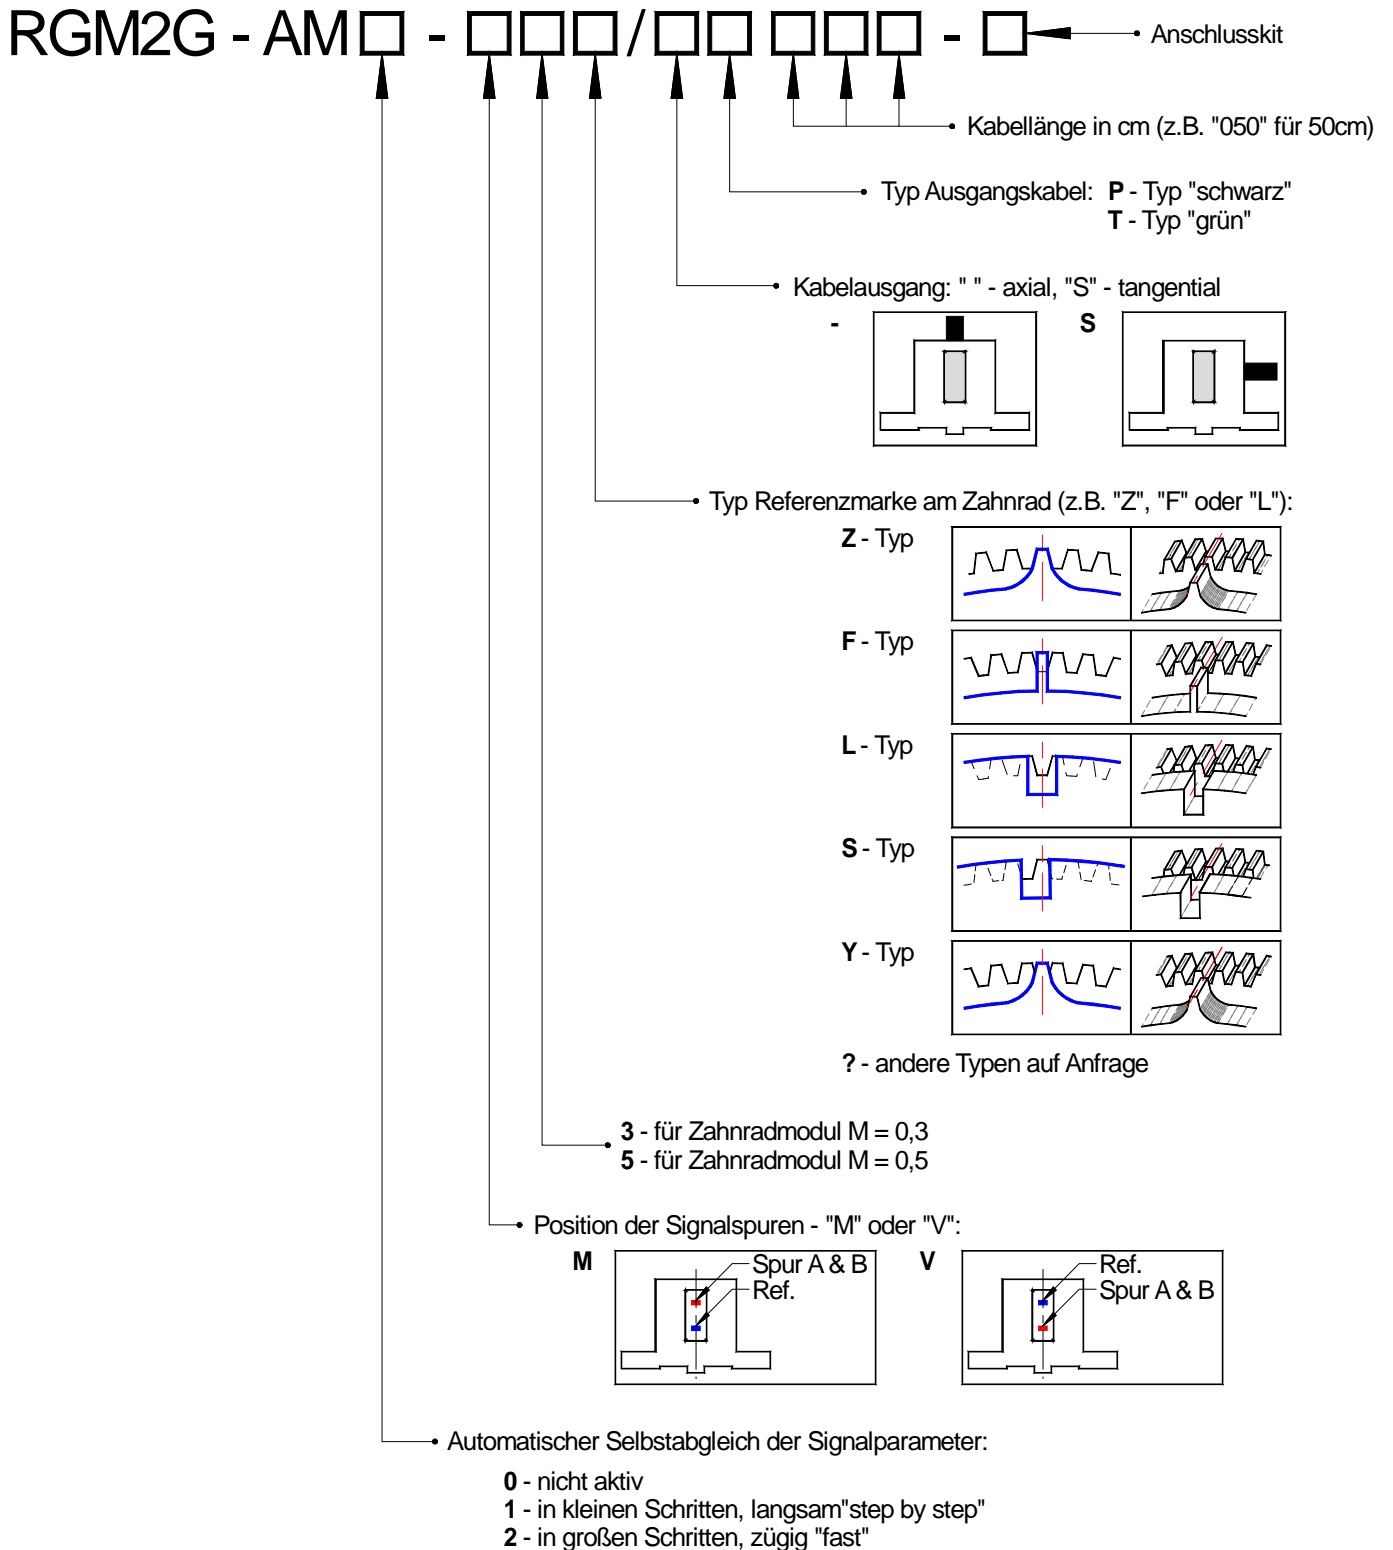 RGM2G - AM□ - □□□/□□ □□□ - □ Anschlusskit
Kabellänge in cm (z.B. "050" für 50cm)
Typ Ausgangskabel: P - Typ "schwarz"
T - Typ "grün"
Kabelausgang: " " - axial, "S" - tangential
- S
Typ Referenzmarke am Zahnrad (z.B. "Z", "F" oder "L"):
Z - Typ
F - Typ
L - Typ
S - Typ
Y - Typ
? - andere Typen auf Anfrage
3 - für Zahnradmodul M = 0,3
5 - für Zahnradmodul M = 0,5
Position der Signalspuren - "M" oder "V":
M Spur A & B
Ref.
V Ref.
Spur A & B
Automatischer Selbstabgleich der Signalparameter:
0 - nicht aktiv
1 - in kleinen Schritten, langsam"step by step"
2 - in großen Schritten, zügig "fast"